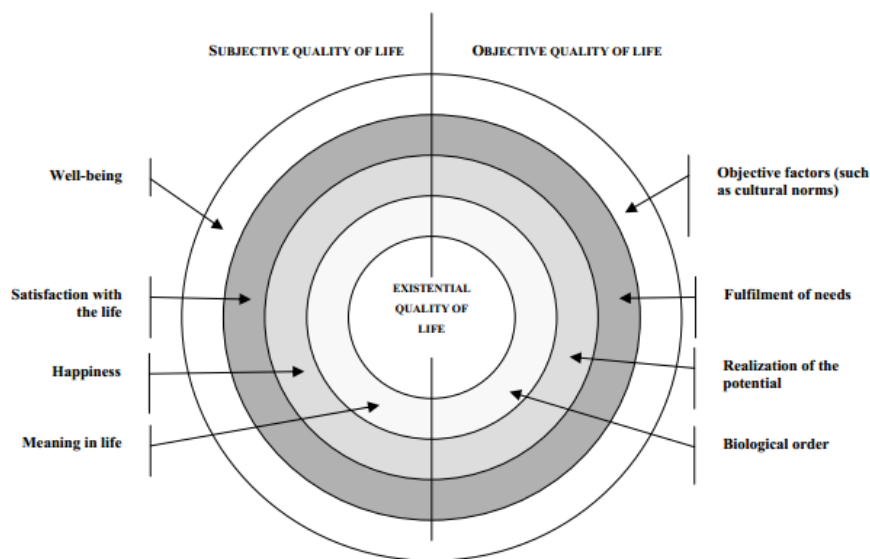 SUBJECTIVE QUALITY OF LIFE
OBJECTIVE QUALITY OF LIFE
Well-being
Objective factors (such
as cultural norms)
Satisfaction with
the life
EXISTENTIAL
QUALITY OF
LIFE
Fulfilment of needs
Happiness
Realization of the
potential
Meaning in life
Biological order